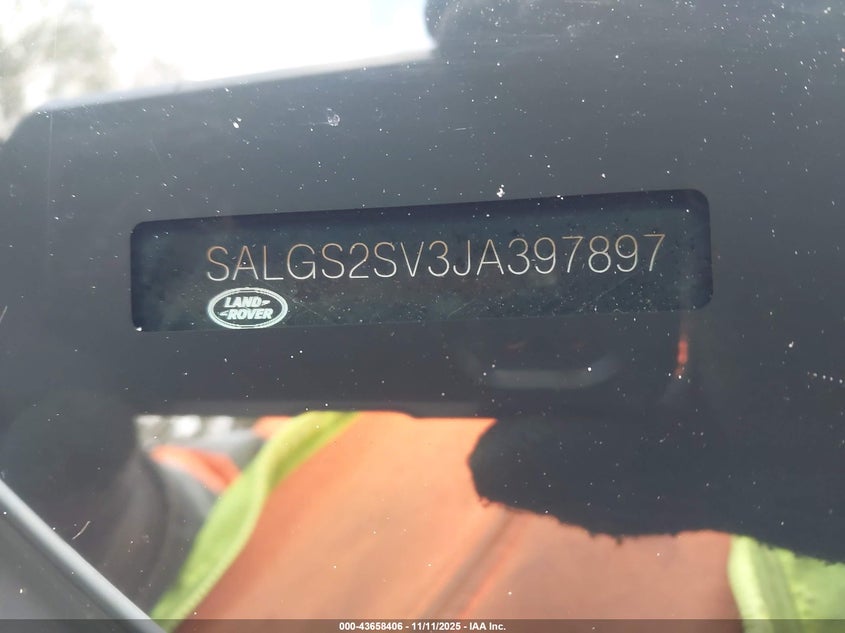 SALGS2SV3JA397897
LAND-
-ROVER
000-43658406 - 11/11/2025 - IAA Inc.